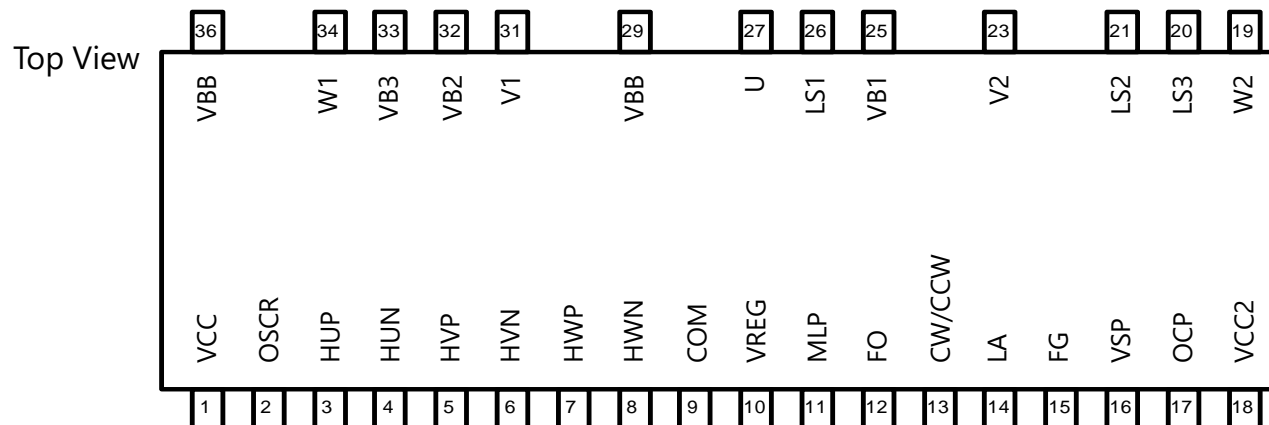 36 34 33 32 31 29 27 26 25 23 21 20 19
Top View
VBB W1 VB3 VB2 V1 VBB U LS1 VB1 V2 LS2 LS3 W2
VCC OSCR HUP HUN HVP HVN HWP HWN COM VREG MLP FO CW/CCW LA FG VSP OCP VCC2
1 2 3 4 5 6 7 8 9 10 11 12 13 14 15 16 17 18